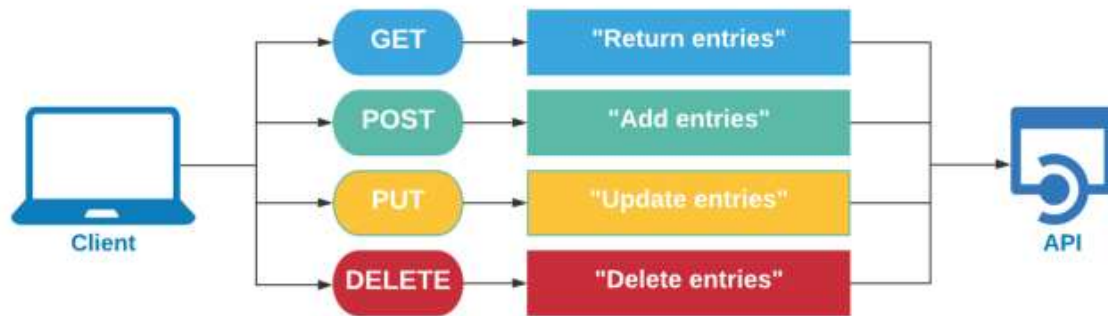 GET
"Return entries"
POST
"Add entries"
PUT
"Update entries"
DELETE
"Delete entries"
Client
API